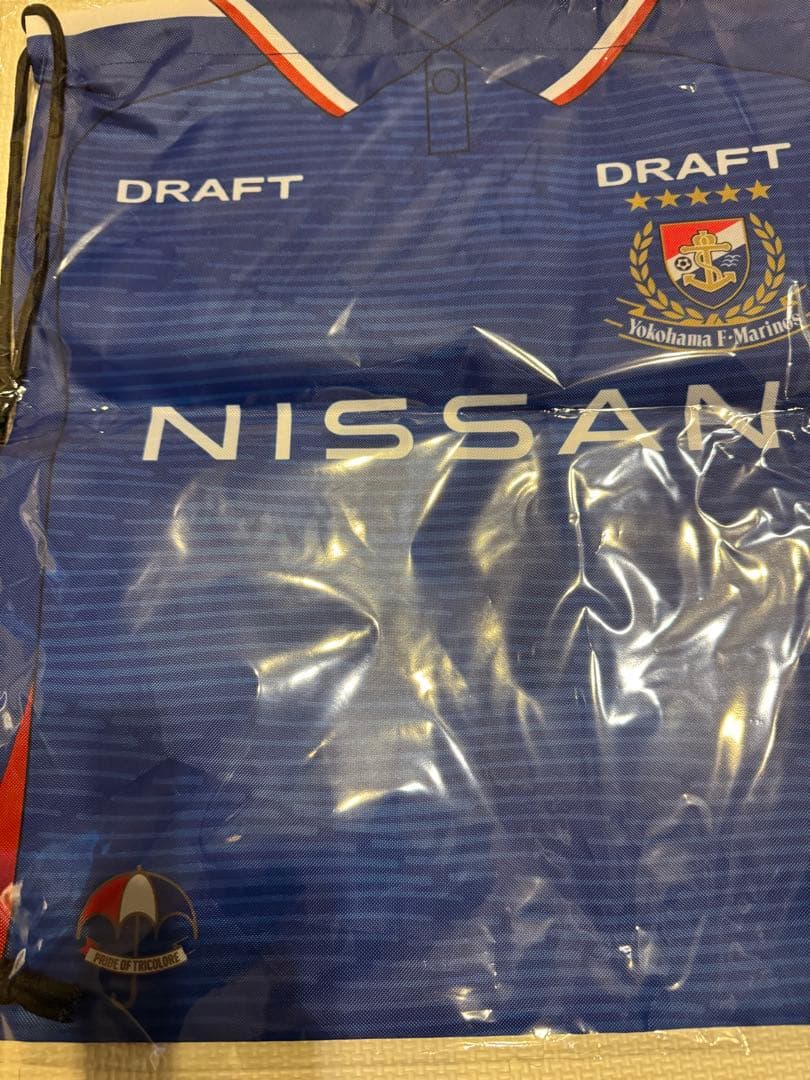 DRAFT
DRAFT
Yokohama F·Marinos
NISSAN
PRIDE OF TRICOLORE